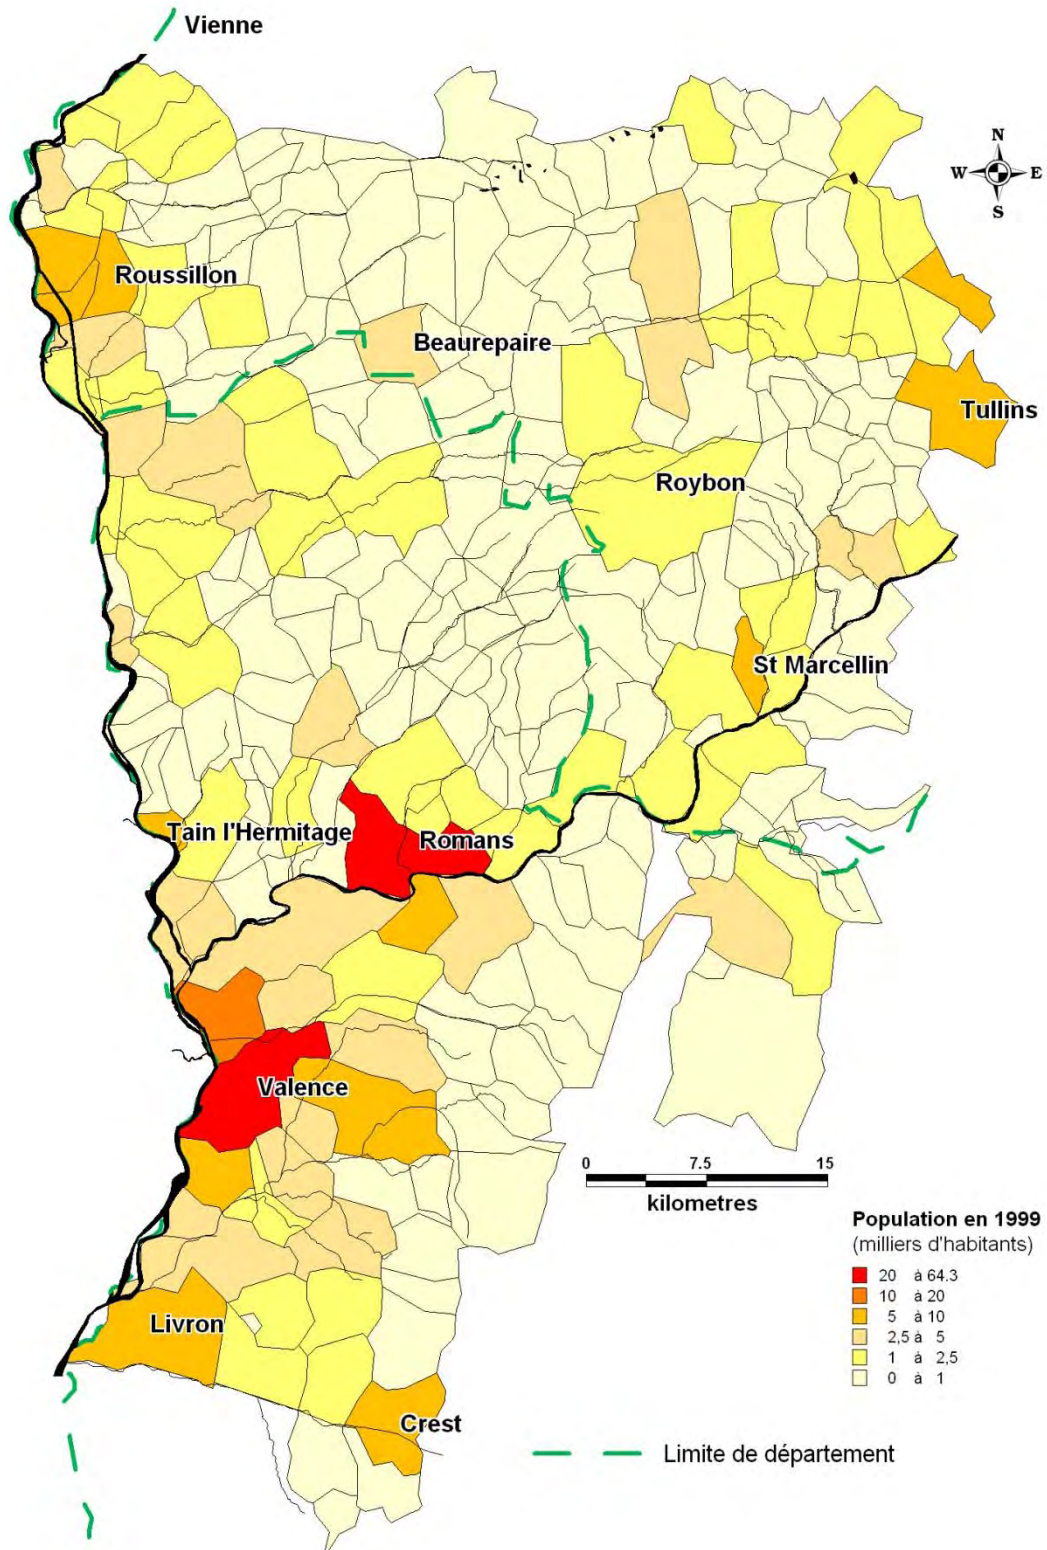 Vienne
N
W E
S
Roussillon
Beaurepaire
Tullins
Roybon
St Marcellin
Tain l'Hermitage
Romans
Valence
0 7.5 15
kilometres
Population en 1999
(milliers d'habitants)
20 à 64.3
10 à 20
5 à 10
2,5 à 5
1 à 2,5
0 à 1
Livron
Crest
Limite de département